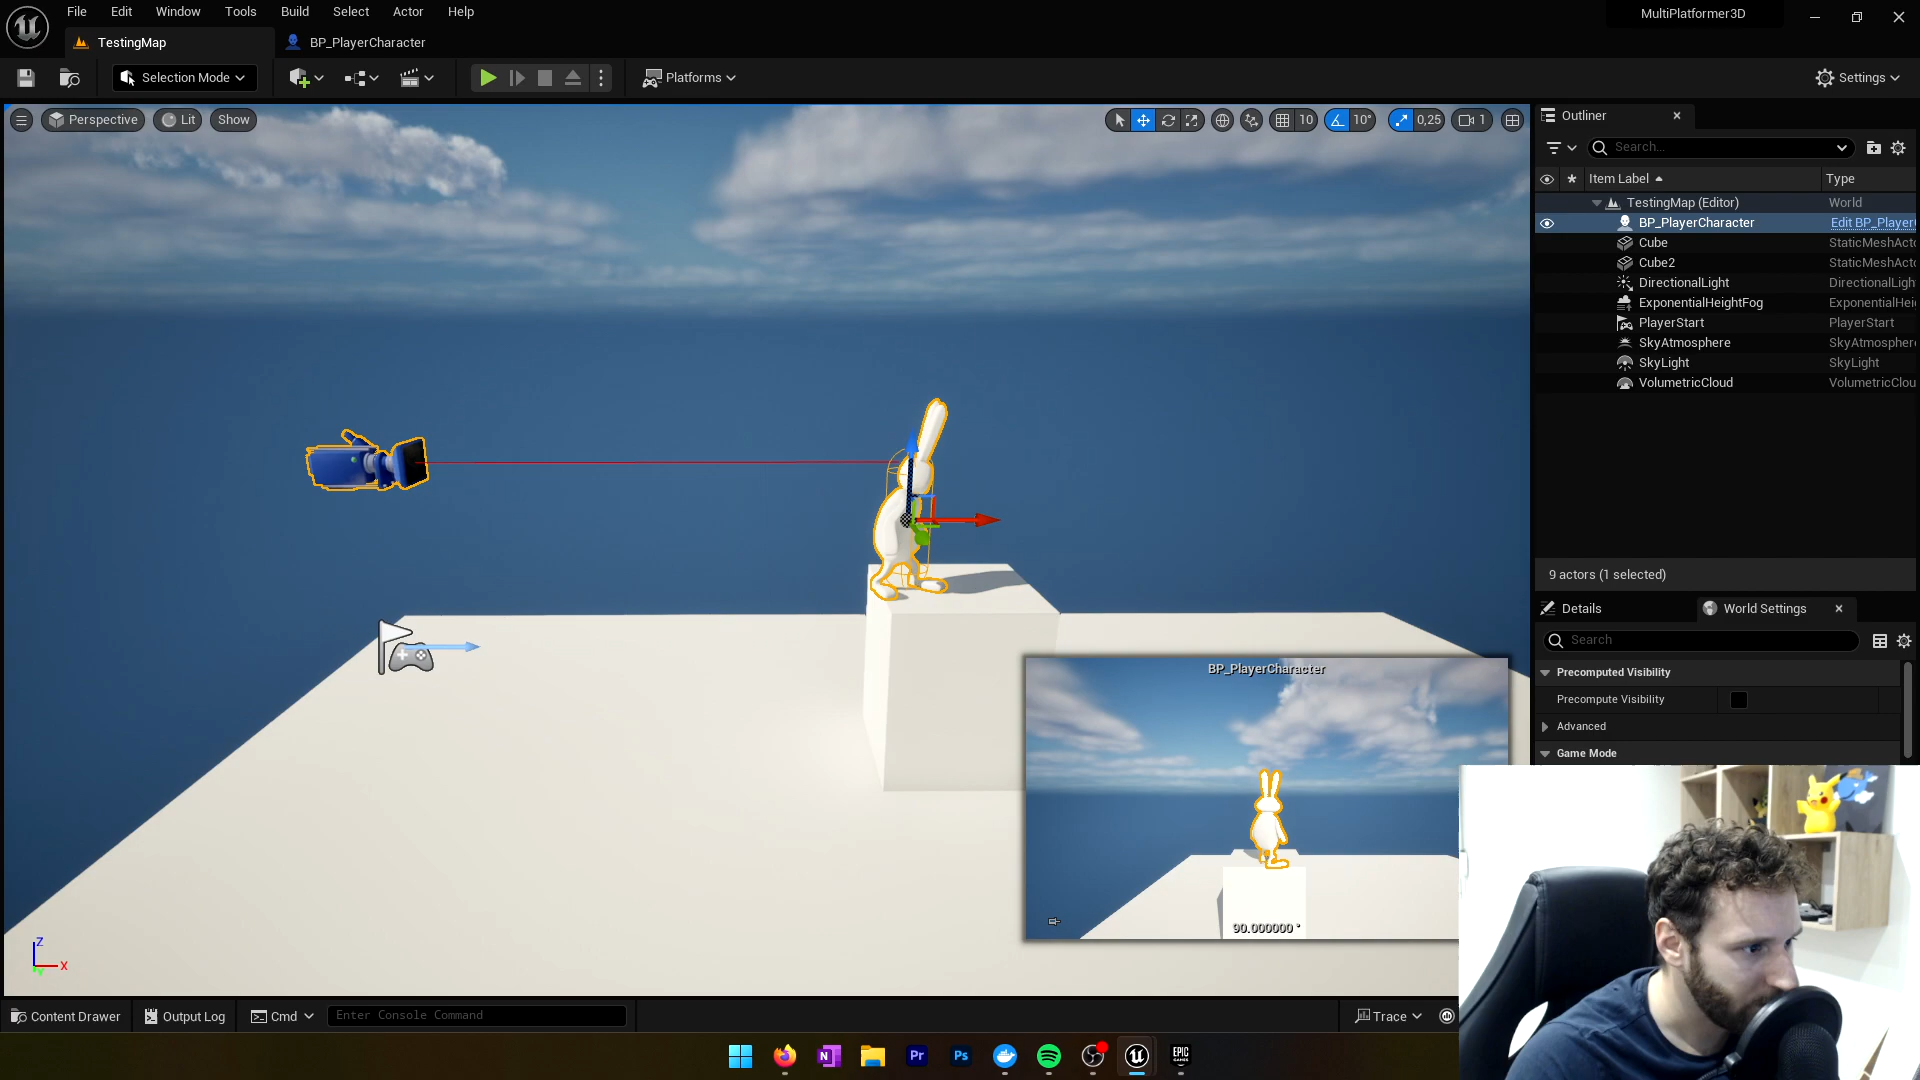 File Edit Window Tools Build Select Actor Help
MultiPlatformer3D
TestingMap
BP_PlayerCharacter
Selection Mode
Platforms
Settings
Perspective
Lit
Show
10
10°
0,25
1
Outliner
Search...
Item Label
Type
TestingMap (Editor) World
BP_PlayerCharacter Edit BP_Player
Cube StaticMeshActo
Cube2 StaticMeshActo
DirectionalLight DirectionalLigh
ExponentialHeightFog ExponentialHei
PlayerStart PlayerStart
SkyAtmosphere SkyAtmosphere
SkyLight SkyLight
VolumetricCloud VolumetricClou
9 actors (1 selected)
Details
World Settings
Search
Precomputed Visibility
Precompute Visibility
Advanced
Game Mode
BP_PlayerCharacter
90.000000 °
Z
X
Y
Content Drawer
Output Log
Cmd
Enter Console Command
Trace
N
Pr
Ps
EPIC
GAMES